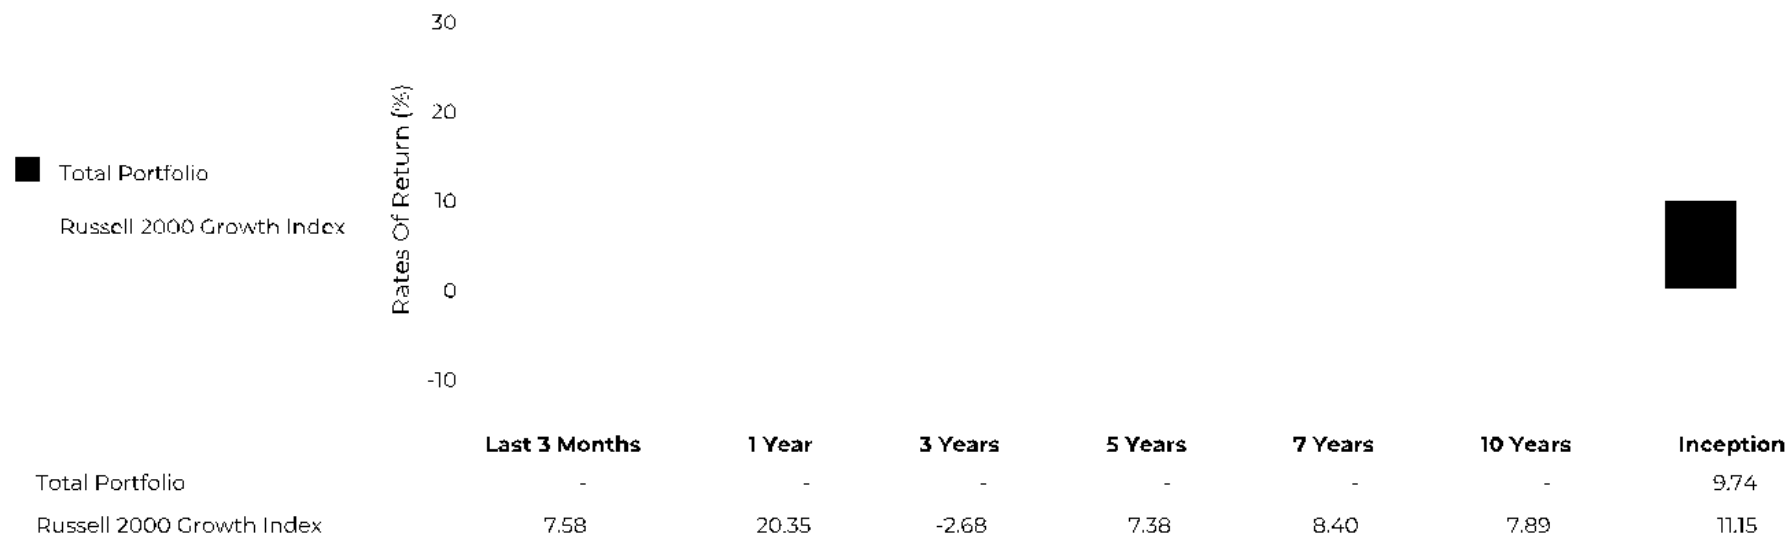 30
20
10
0
-10
Rates Of Return (%)
Total Portfolio
Russell 2000 Growth Index
Last 3 Months 1 Year 3 Years 5 Years 7 Years 10 Years Inception
Total Portfolio - - - - - - 9.74
Russell 2000 Growth Index 7.58 20.35 -2.68 7.38 8.40 7.89 11.15